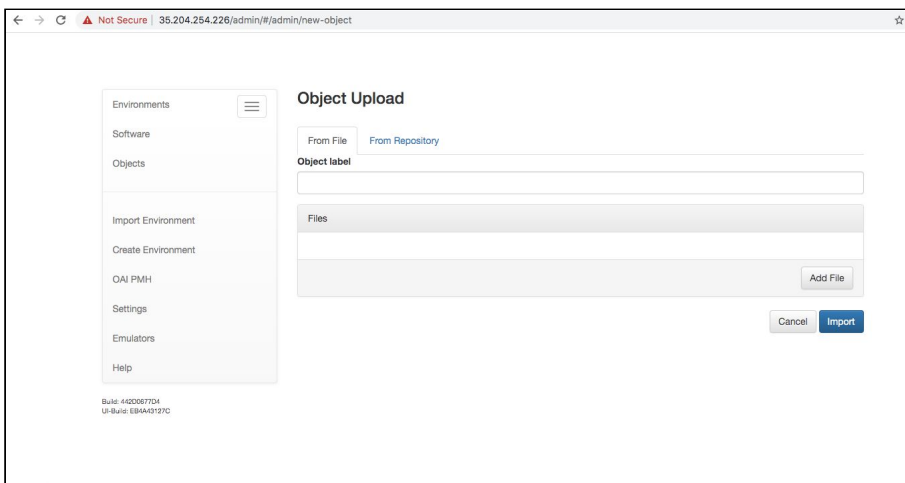 Not Secure | 35.204.254.226/admin/#/admin/new-object
Environments
Software
Objects
Import Environment
Create Environment
OAI PMH
Settings
Emulators
Help
Build: 442D0677D4
UI-Build: EB4A43127C
Object Upload
From File From Repository
Object label
Files
Add File
Cancel Import